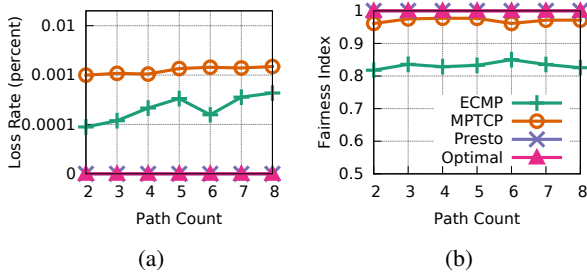 Loss Rate (percent)
0.01
0.001
0.0001
0
2 3 4 5 6 7 8
Path Count
(a)
Fairness Index
1
0.9
0.8
0.7
0.6
0.5
ECMP
MPTCP
Presto
Optimal
2 3 4 5 6 7 8
Path Count
(b)